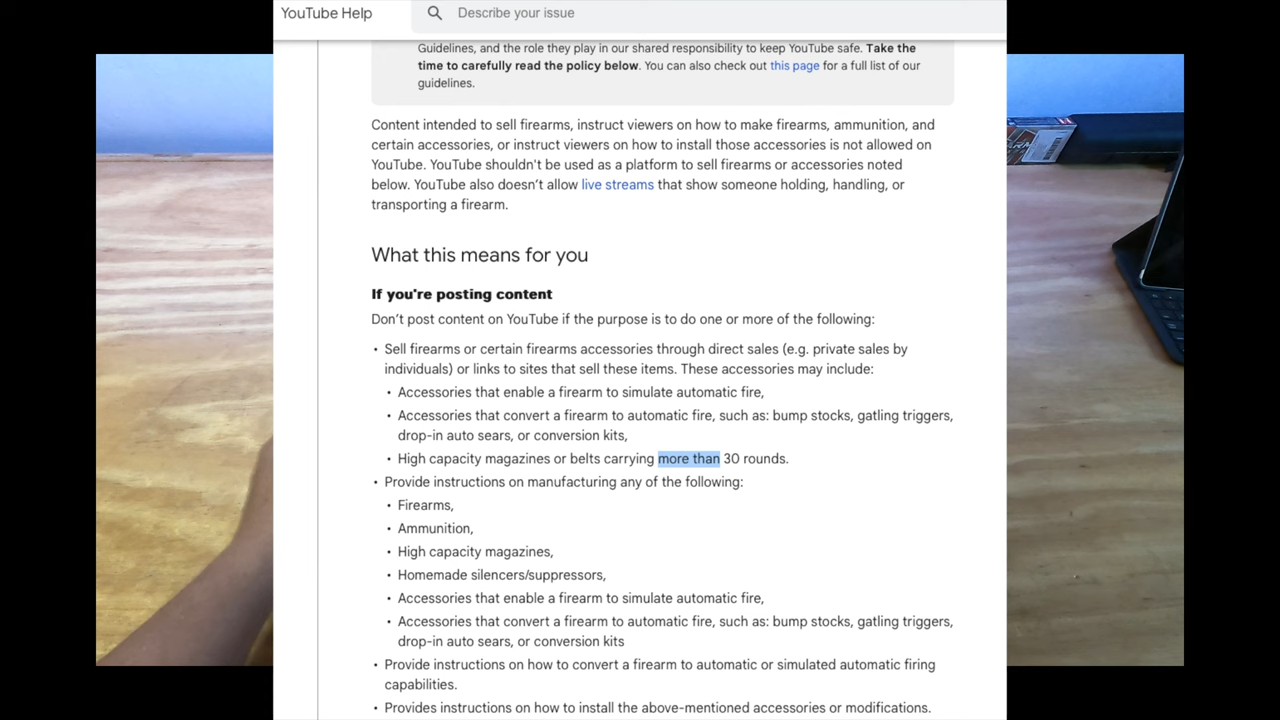 YouTube Help
Describe your issue
Guidelines, and the role they play in our shared responsibility to keep YouTube safe. Take the
time to carefully read the policy below. You can also check out this page for a full list of our
guidelines.
Content intended to sell firearms, instruct viewers on how to make firearms, ammunition, and
certain accessories, or instruct viewers on how to install those accessories is not allowed on
YouTube. YouTube shouldn't be used as a platform to sell firearms or accessories noted
below. YouTube also doesn’t allow live streams that show someone holding, handling, or
transporting a firearm.
What this means for you
If you're posting content
Don’t post content on YouTube if the purpose is to do one or more of the following:
• Sell firearms or certain firearms accessories through direct sales (e.g. private sales by
individuals) or links to sites that sell these items. These accessories may include:
• Accessories that enable a firearm to simulate automatic fire,
• Accessories that convert a firearm to automatic fire, such as: bump stocks, gatling triggers,
drop-in auto sears, or conversion kits,
• High capacity magazines or belts carrying more than 30 rounds.
• Provide instructions on manufacturing any of the following:
• Firearms,
• Ammunition,
• High capacity magazines,
• Homemade silencers/suppressors,
• Accessories that enable a firearm to simulate automatic fire,
• Accessories that convert a firearm to automatic fire, such as: bump stocks, gatling triggers,
drop-in auto sears, or conversion kits
• Provide instructions on how to convert a firearm to automatic or simulated automatic firing
capabilities.
• Provides instructions on how to install the above-mentioned accessories or modifications.